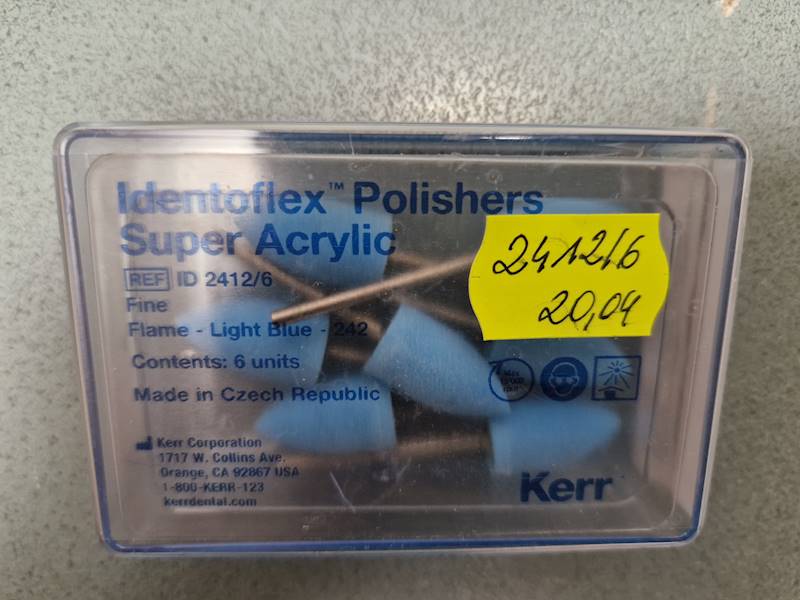 Identoflex™ Polishers
Super Acrylic
REF ID 2412/6
Fine
Flame - Light Blue - 242
Contents: 6 units
Made in Czech Republic
Kerr Corporation
1717 W. Collins Ave.
Orange, CA 92867 USA
1-800-KERR-123
kerrdental.com
2412/6
20,04
Max
Kerr